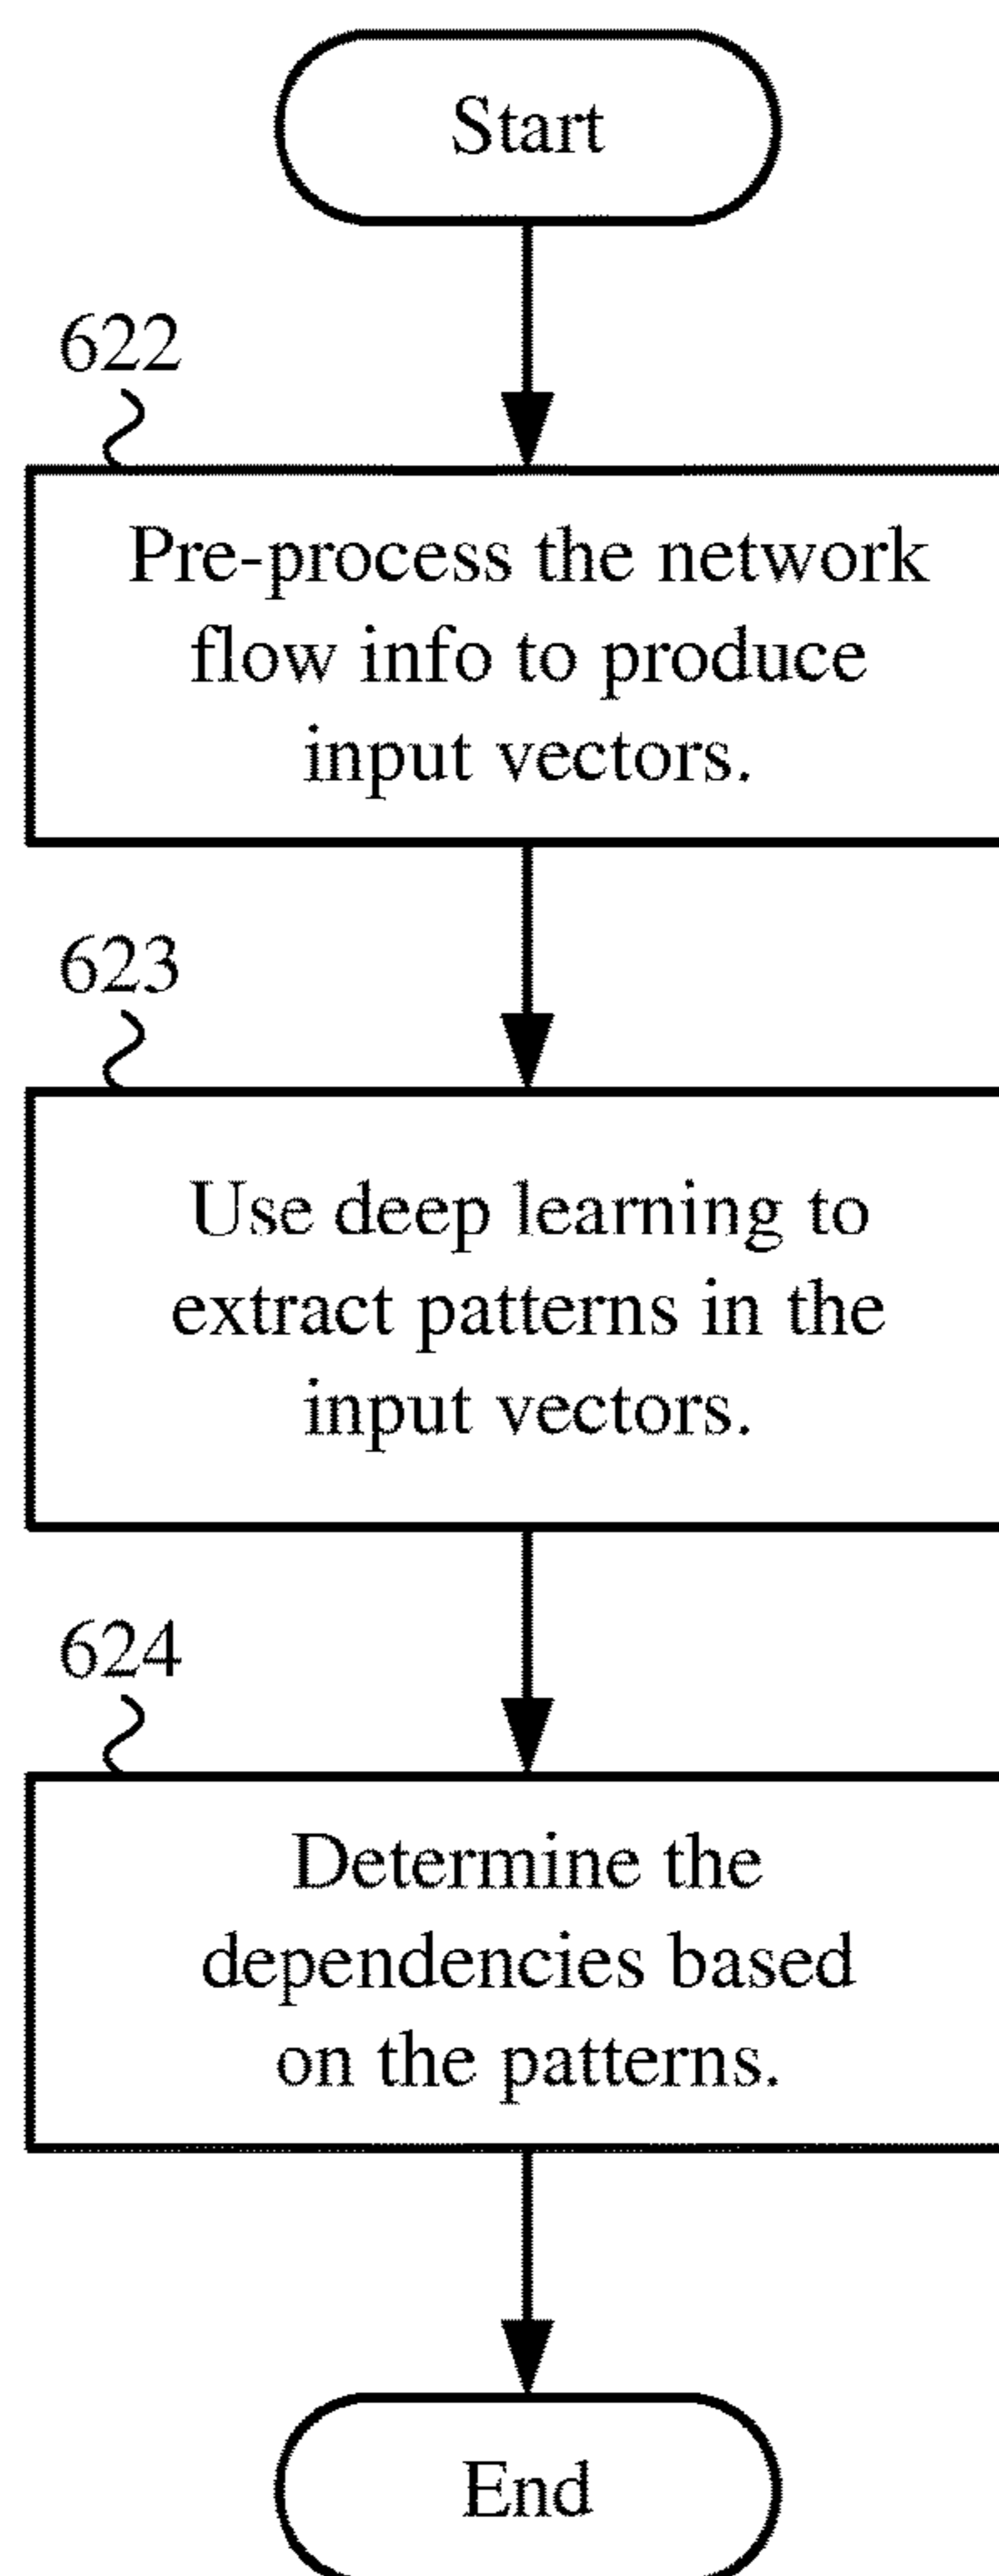 Start
622
Pre-process the network
flow info to produce
input vectors.
623
Use deep learning to
extract patterns in the
input vectors.
624
Determine the
dependencies based
on the patterns.
End